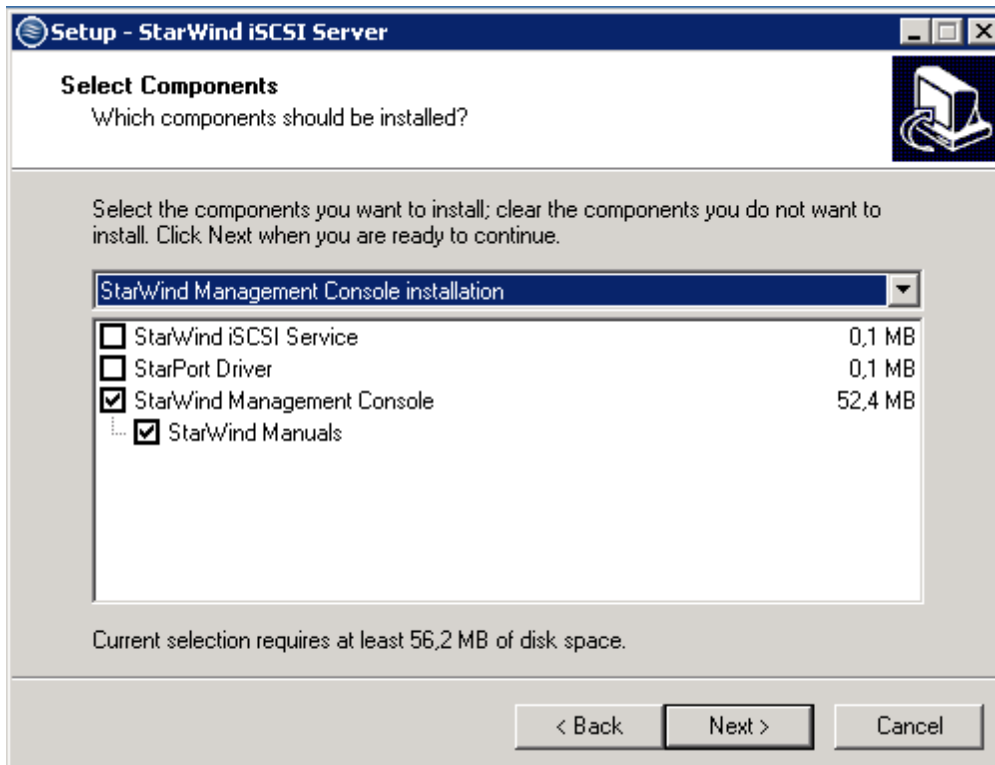 Setup - StarWind iSCSI Server
Select Components
Which components should be installed?
Select the components you want to install; clear the components you do not want to
install. Click Next when you are ready to continue.
StarWind Management Console installation
StarWind iSCSI Service 0,1 MB
StarPort Driver 0,1 MB
StarWind Management Console 52,4 MB
StarWind Manuals
Current selection requires at least 56,2 MB of disk space.
< Back Next > Cancel